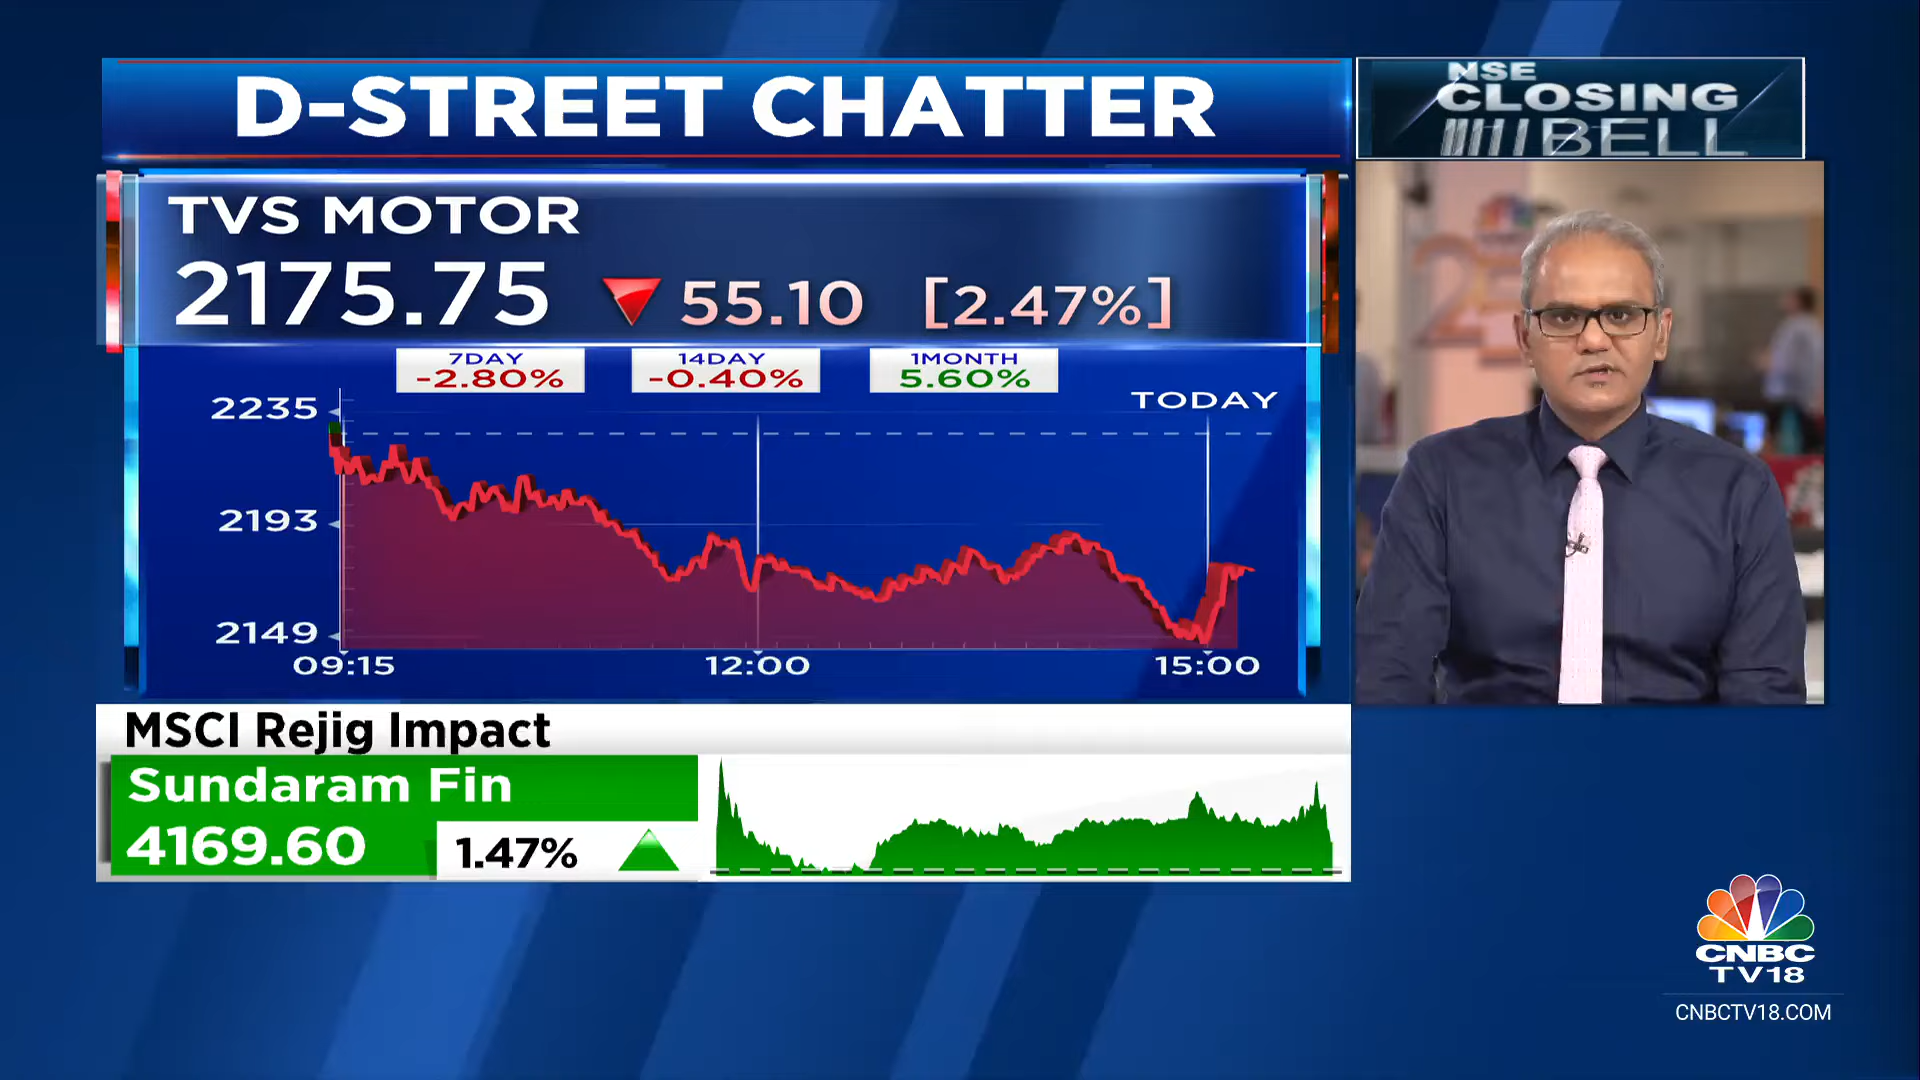 D-STREET CHATTER
NSE
CLOSING
BELL
TVS MOTOR
2175.75 55.10 [2.47%]
7DAY
-2.80%
14DAY
-0.40%
1MONTH
5.60%
TODAY
2235
2193
2149
09:15 12:00 15:00
MSCI Rejig Impact
Sundaram Fin
4169.60 1.47%
CNBC
TV18
CNBCTV18.COM